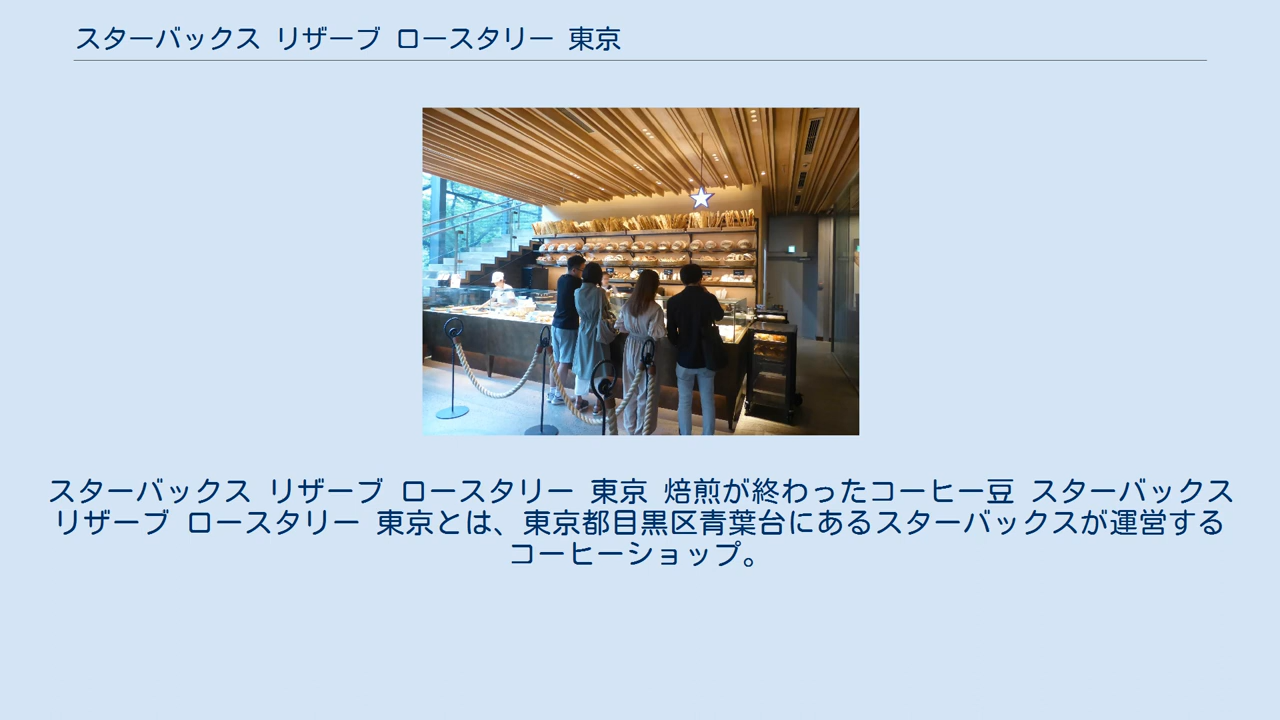 スターバックス リザーブ ロースタリー 東京
スターバックス リザーブ ロースタリー 東京 焙煎が終わったコーヒー豆 スターバックス
リザーブ ロースタリー 東京とは、東京都目黒区青葉台にあるスターバックスが運営する
コーヒーショップ。